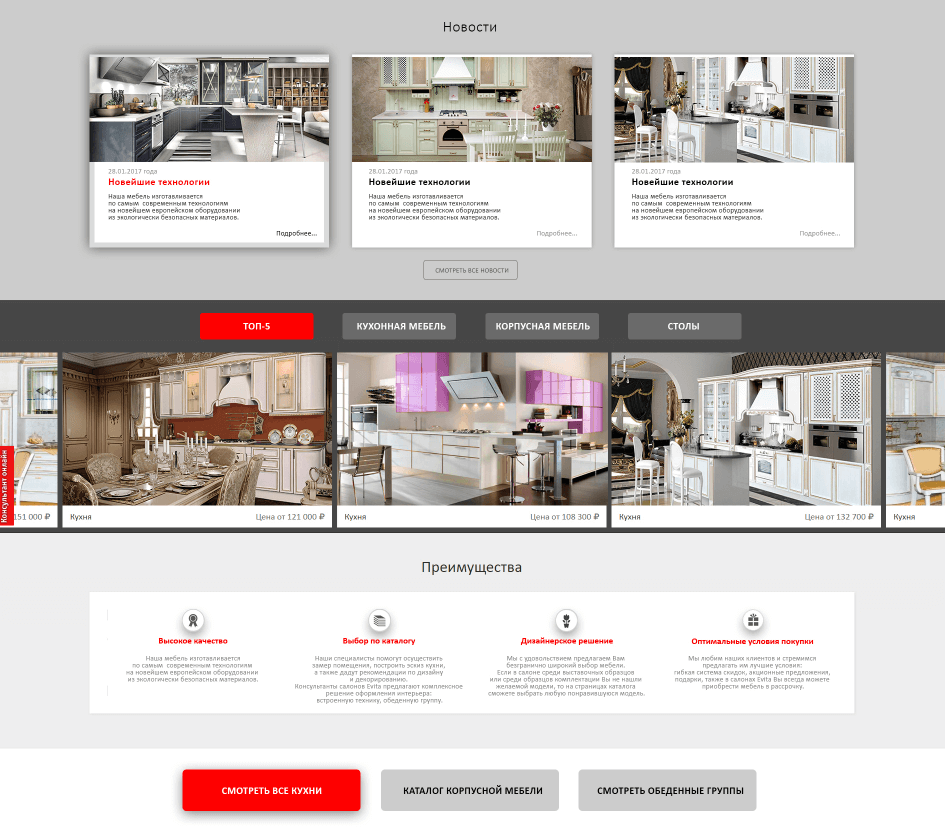 Новости
28.01.2017 года
Новейшие технологии
Наша мебель изготавливается
по самым современным технологиям
на новейшем европейском оборудовании
из экологически безопасных материалов.
Подробнее...
28.01.2017 года
Новейшие технологии
Наша мебель изготавливается
по самым современным технологиям
на новейшем европейском оборудовании
из экологически безопасных материалов.
Подробнее...
28.01.2017 года
Новейшие технологии
Наша мебель изготавливается
по самым современным технологиям
на новейшем европейском оборудовании
из экологически безопасных материалов.
Подробнее...
СМОТРЕТЬ ВСЕ НОВОСТИ
ТОП-5
КУХОННАЯ МЕБЕЛЬ
КОРПУСНАЯ МЕБЕЛЬ
СТОЛЫ
Консультант онлайн
151 000 ₽
Кухня
Цена от 121 000 ₽
Кухня
Цена от 108 300 ₽
Кухня
Цена от 132 700 ₽
Кухня
Преимущества
Высокое качество
Наша мебель изготавливается
по самым современным технологиям
на новейшем европейском оборудовании
из экологически безопасных материалов.
Выбор по каталогу
Наши специалисты помогут осуществить
замер помещения, построить эскиз кухни,
а также дадут рекомендации по дизайну
и декорированию.
Консультанты салонов Evita предлагают комплексное
решение оформления интерьера:
встроенную технику, обеденную группу.
Дизайнерское решение
Мы с удовольствием предлагаем Вам
безгранично широкий выбор мебели.
Если в салоне среди выставочных образцов
или среди образцов комплектации Вы не нашли
желаемой модели, то на страницах каталога
сможете выбрать любую понравившуюся модель.
Оптимальные условия покупки
Мы любим наших клиентов и стремимся
предлагать им лучшие условия:
гибкая система скидок, акционные предложения,
подарки, также в салонах Evita Вы всегда можете
приобрести мебель в рассрочку.
СМОТРЕТЬ ВСЕ КУХНИ
КАТАЛОГ КОРПУСНОЙ МЕБЕЛИ
СМОТРЕТЬ ОБЕДЕННЫЕ ГРУППЫ